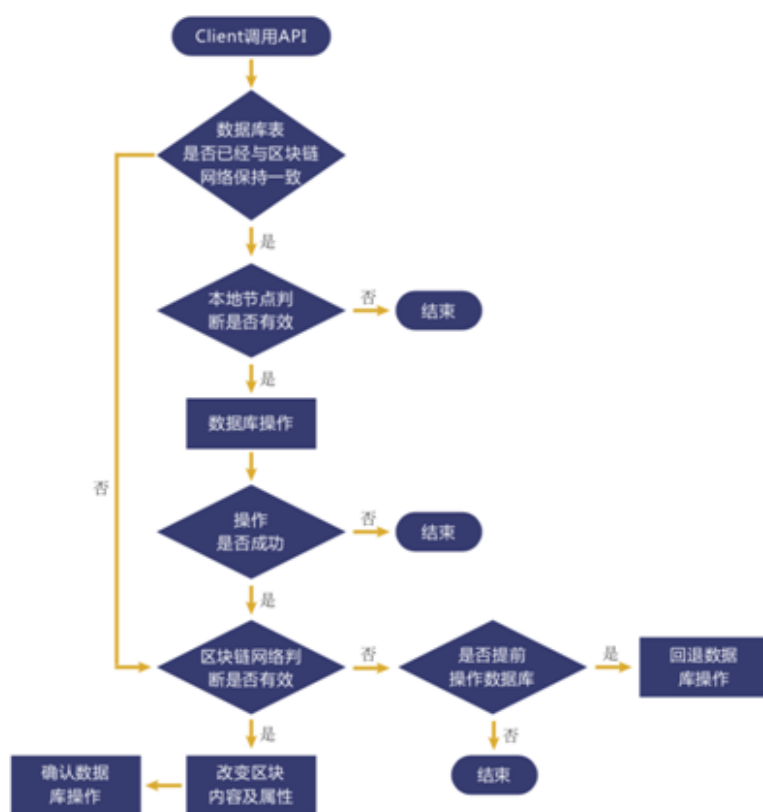 Client调用API
数据库表
是否已经与区块链
网络保持一致
是
本地节点判
断是否有效
否
结束
是
数据库操作
否
操作
是否成功
否
结束
是
区块链网络判
断是否有效
否
是否提前
操作数据库
是
回退数据
库操作
是
否
确认数据
库操作
改变区块
内容及属性
结束